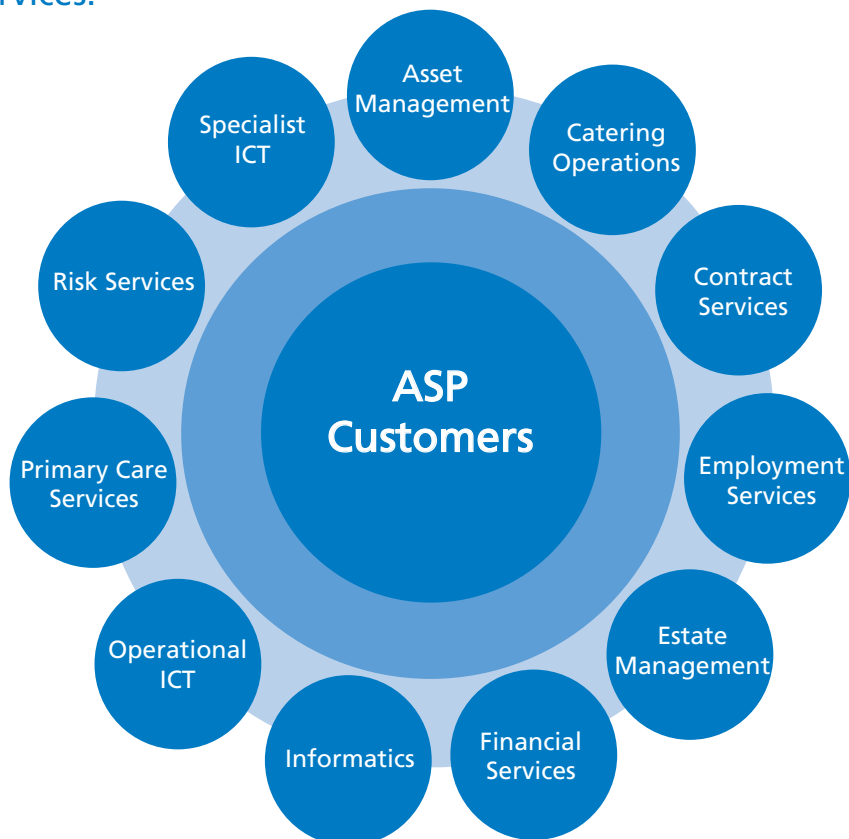 Asset
Management
Catering
Operations
Contract
Services
Employment
Services
Estate
Management
Financial
Services
Informatics
Operational
ICT
Primary Care
Services
Risk Services
Specialist
ICT
ASP
Customers